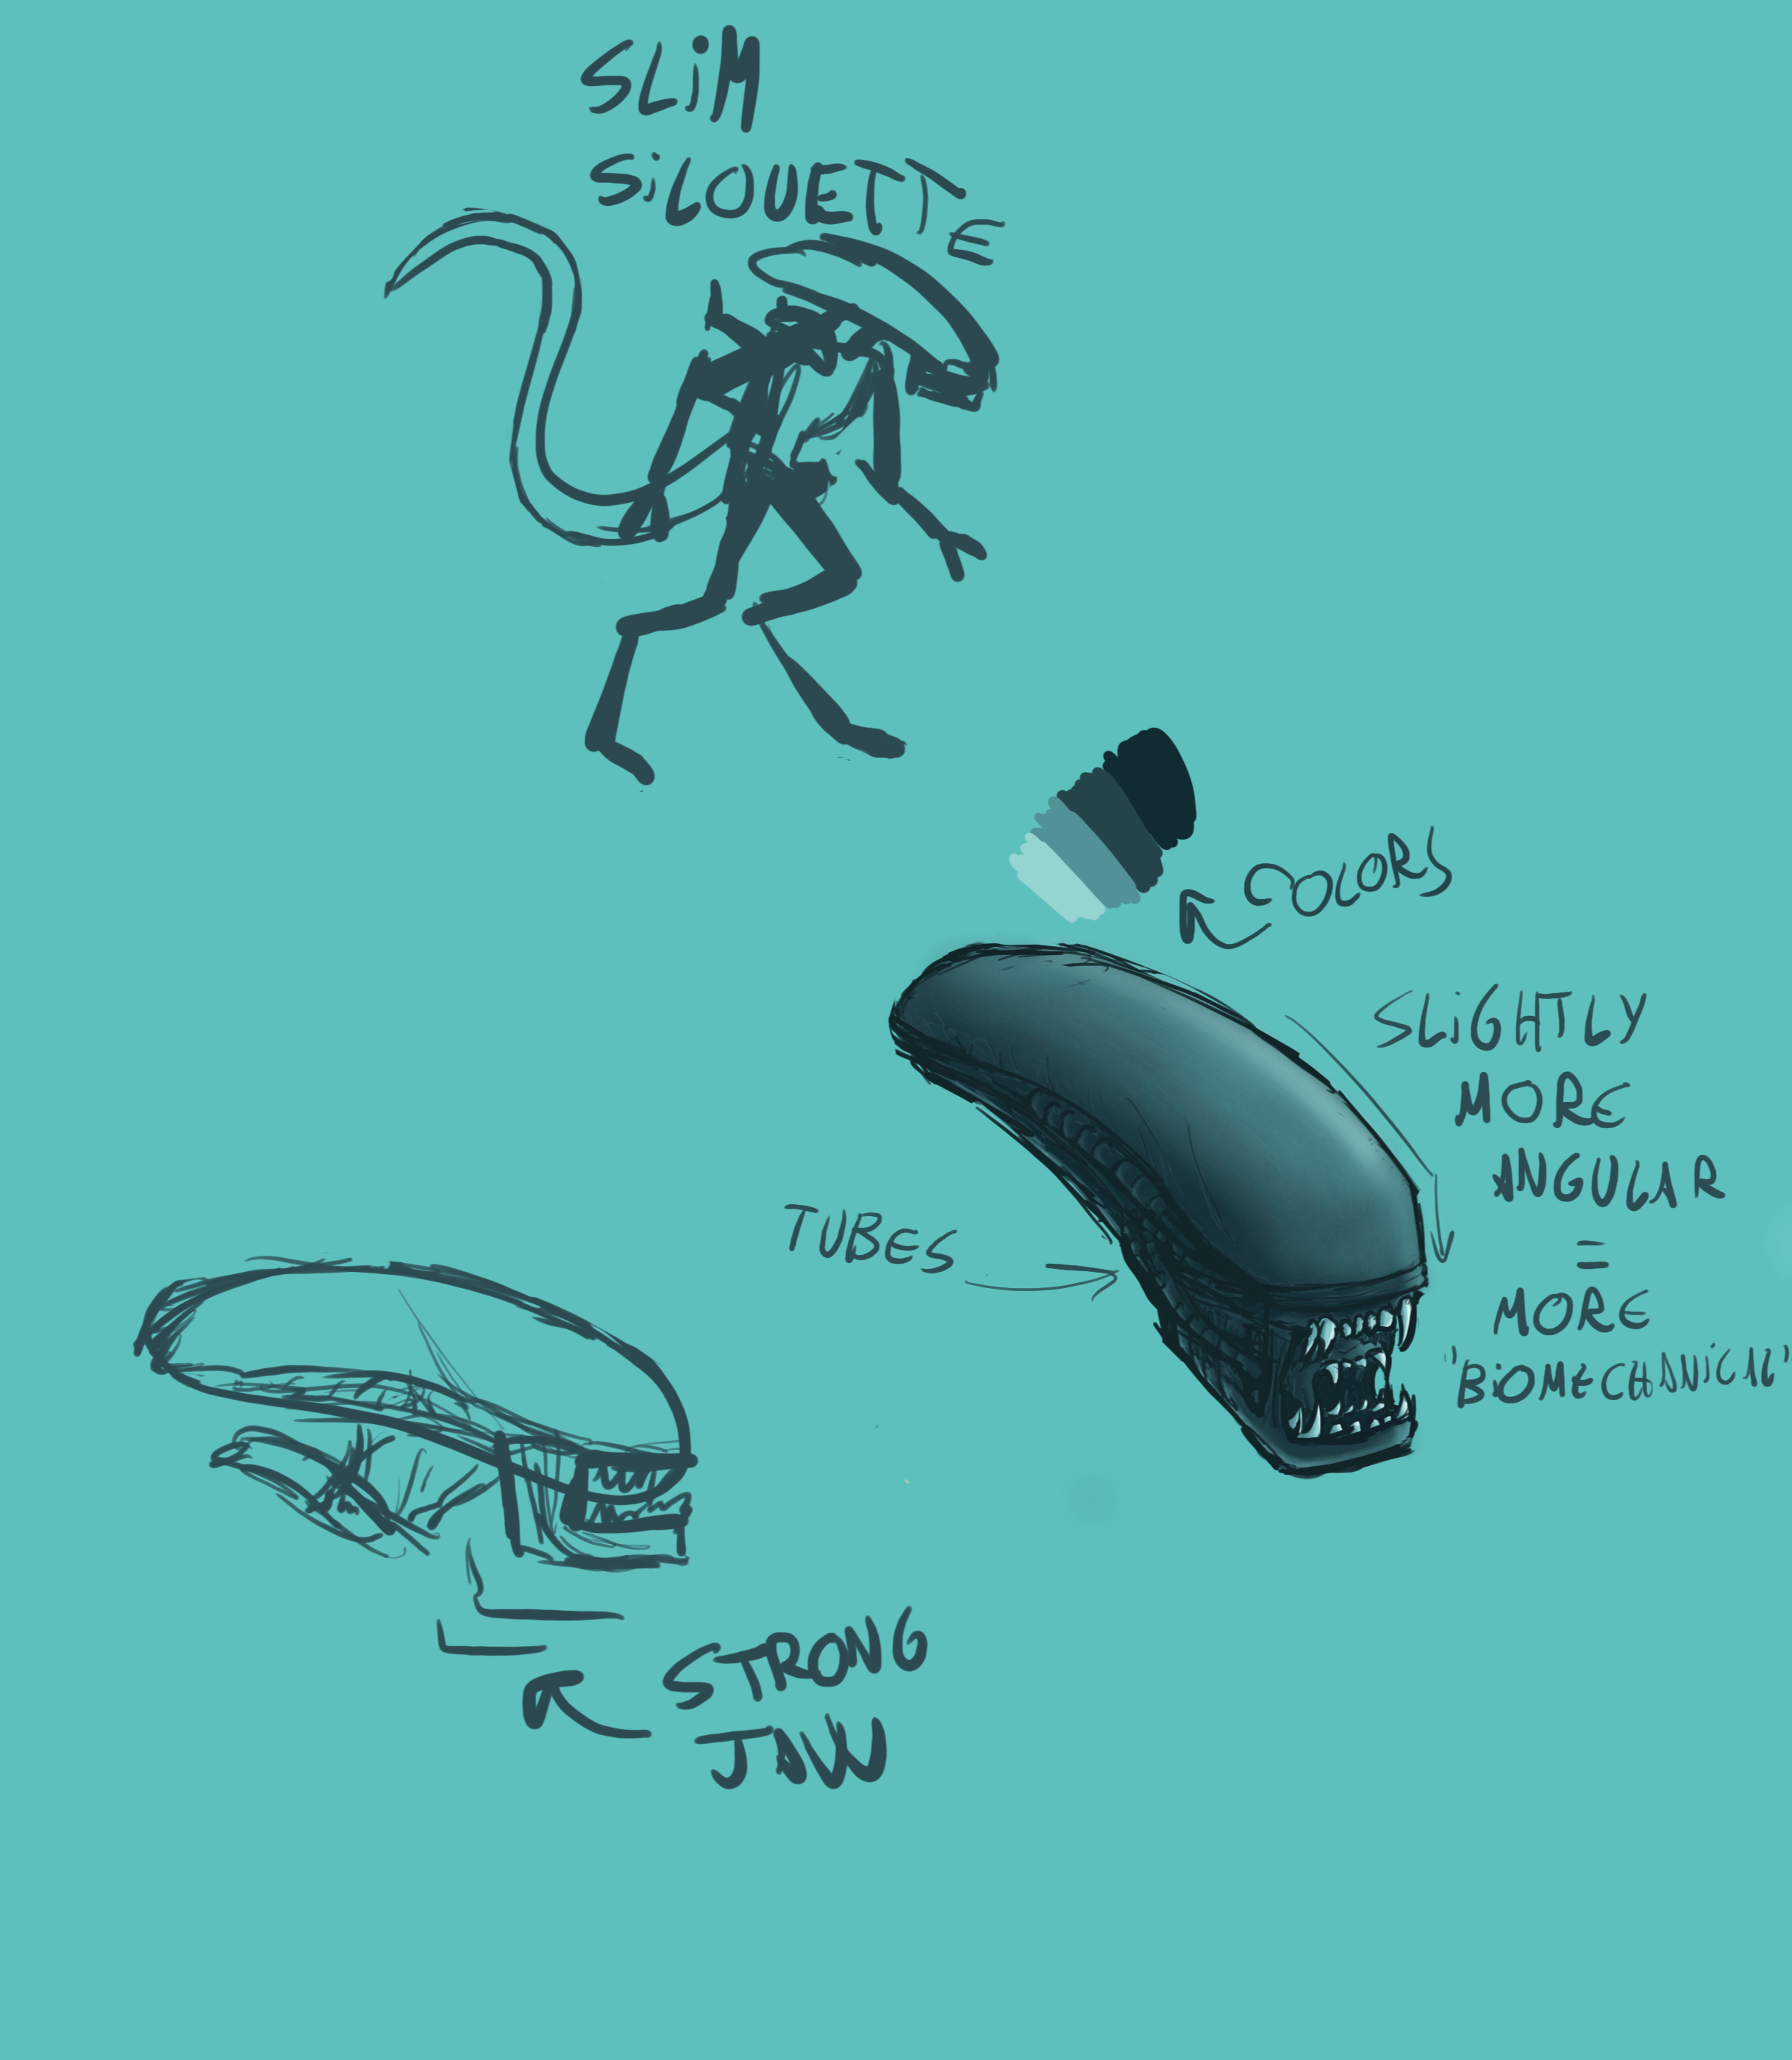 SLiM
SiLOUETTE
COLORS
SLiGHTLY
MORE
ANGULAR
=
MORE
"BiOMECHANiCAL"
TUBES
STRONG
JAW